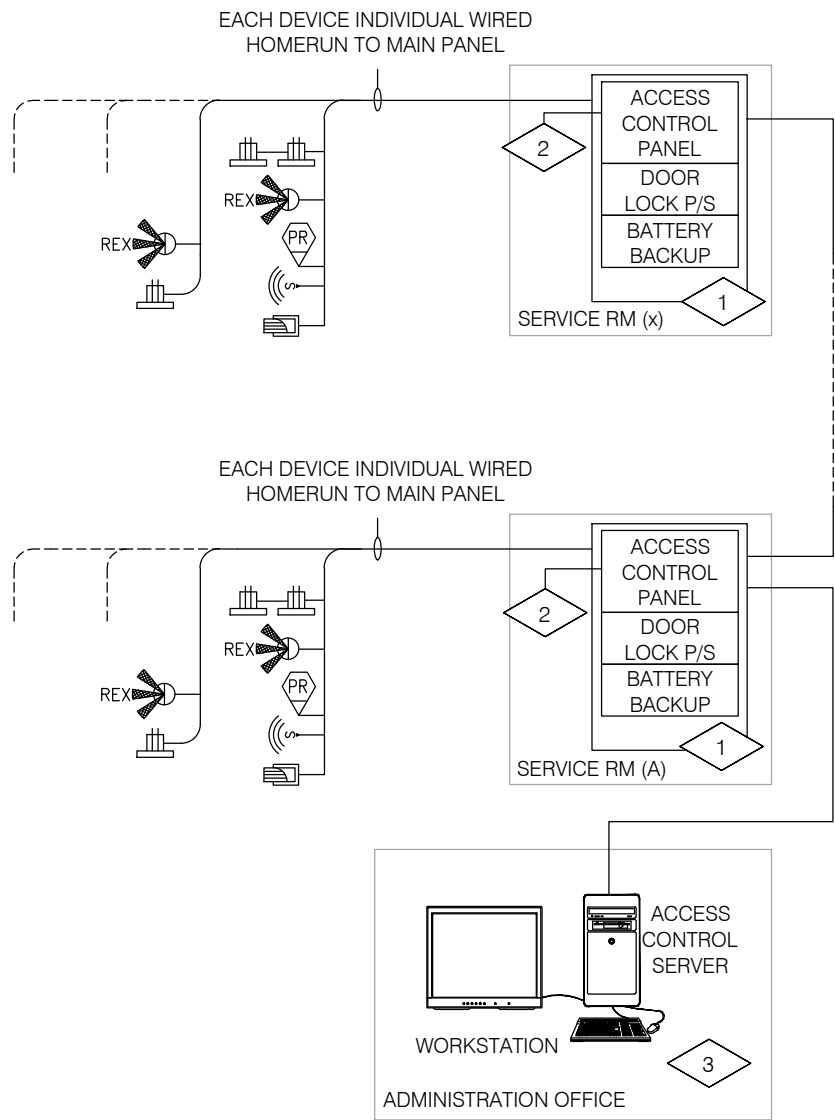 EACH DEVICE INDIVIDUAL WIRED
HOMERUN TO MAIN PANEL
ACCESS
CONTROL
PANEL
2
DOOR
LOCK P/S
REX
REX
PR
BATTERY
BACKUP
S
1
SERVICE RM (x)
EACH DEVICE INDIVIDUAL WIRED
HOMERUN TO MAIN PANEL
ACCESS
CONTROL
PANEL
2
DOOR
LOCK P/S
REX
REX
PR
BATTERY
BACKUP
S
1
SERVICE RM (A)
ACCESS
CONTROL
SERVER
WORKSTATION
3
ADMINISTRATION OFFICE